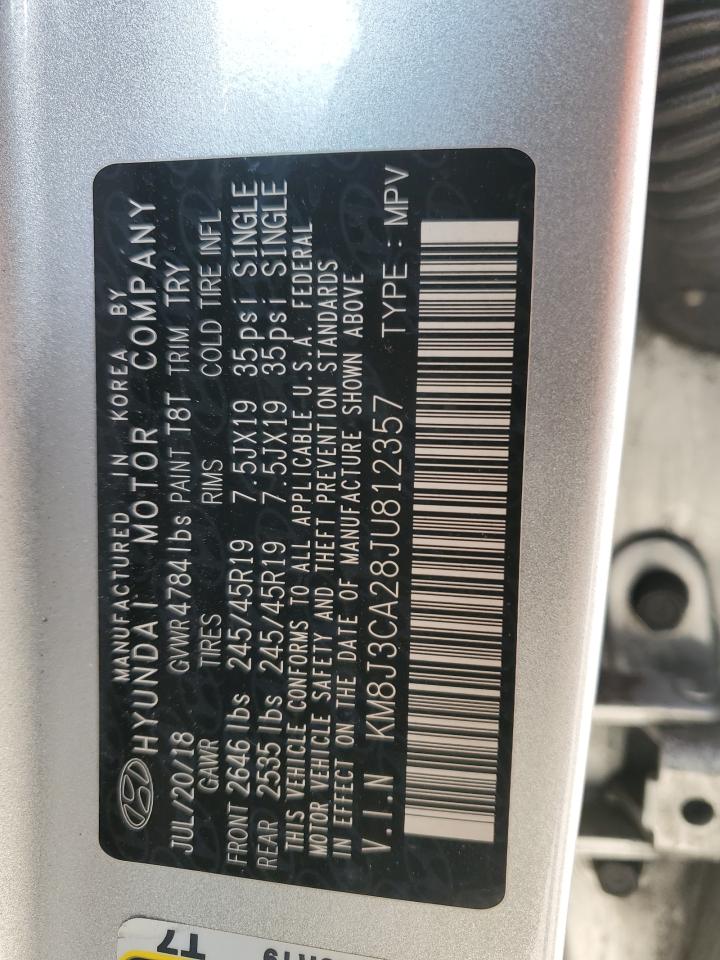 MANUFACTURED IN KOREA BY
HYUNDAI MOTOR COMPANY
JUL/20/18 GVWR 4784lbs PAINT T8T TRIM TRY
GAWR TIRES RIMS COLD TIRE INFL
FRONT 2646 lbs 245/45R19 7.5JX19 35psi SINGLE
REAR 2535 lbs 245/45R19 7.5JX19 35psi SINGLE
THIS VEHICLE CONFORMS TO ALL APPLICABLE U.S.A. FEDERAL
MOTOR VEHICLE SAFETY AND THEFT PREVENTION STANDARDS
IN EFFECT ON THE DATE OF MANUFACTURE SHOWN ABOVE
V.I.N KM8J3CA28JU812357 TYPE : MPV
T7